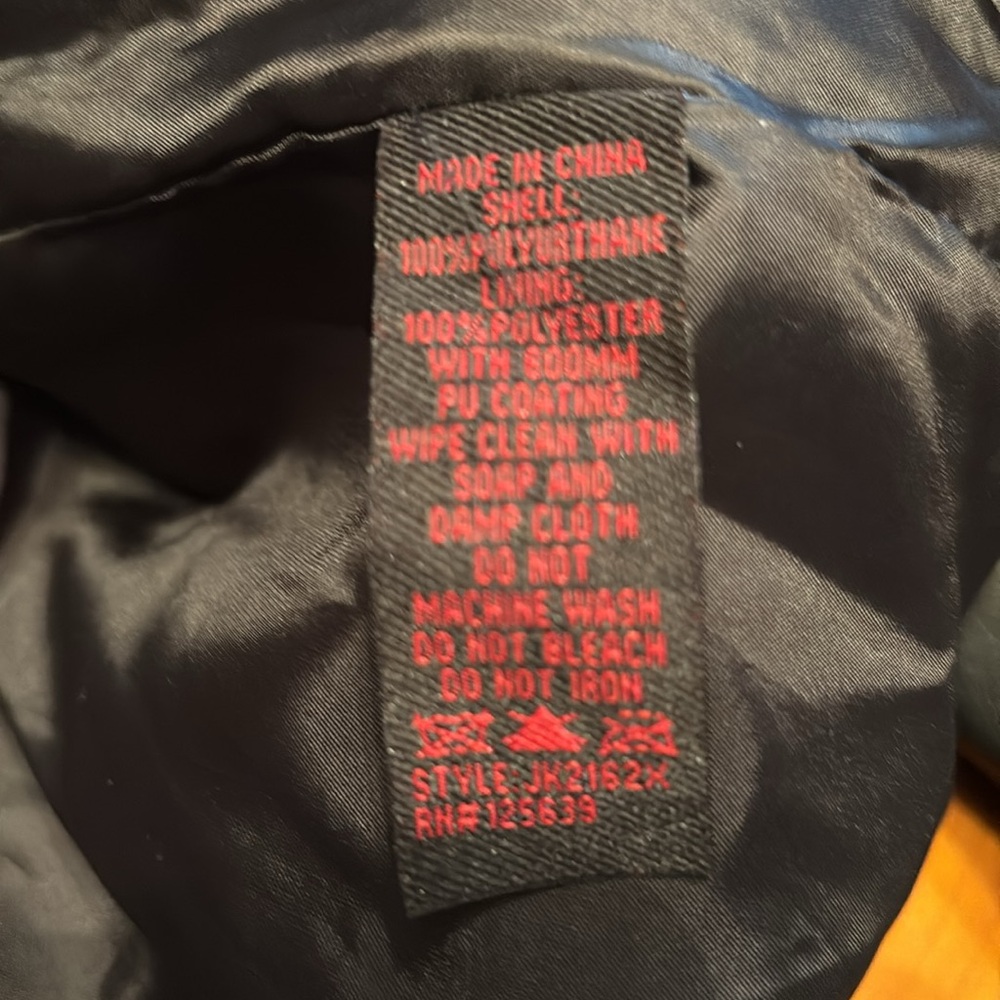 MADE IN CHINA
SHELL:
100%POLYURTHANE
LINING:
100%POLYESTER
WITH 600MM
PU COATING
WIPE CLEAN WITH
SOAP AND
DAMP CLOTH
DO NOT
MACHINE WASH
DO NOT BLEACH
DO NOT IRON
STYLE:JK2162X
RN#125639